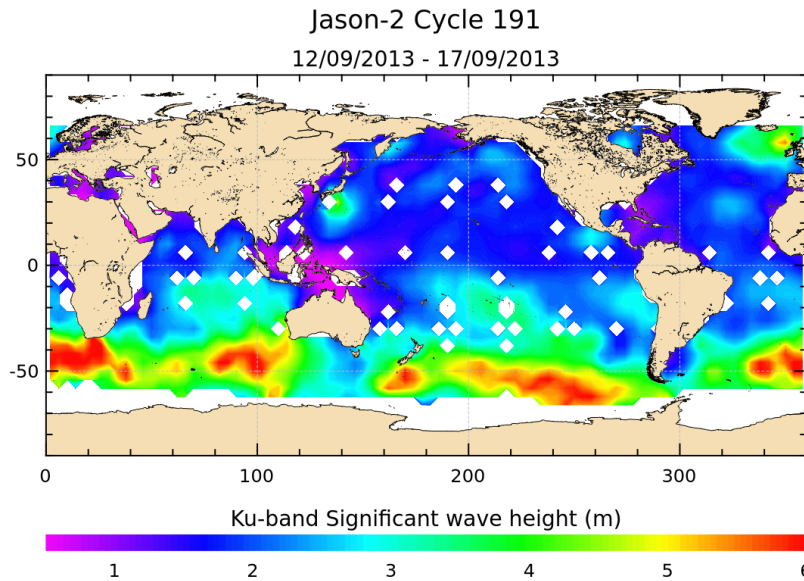 Jason-2 Cycle 191
12/09/2013 - 17/09/2013
50
0
-50
0 100 200 300
Ku-band Significant wave height (m)
1 2 3 4 5 6